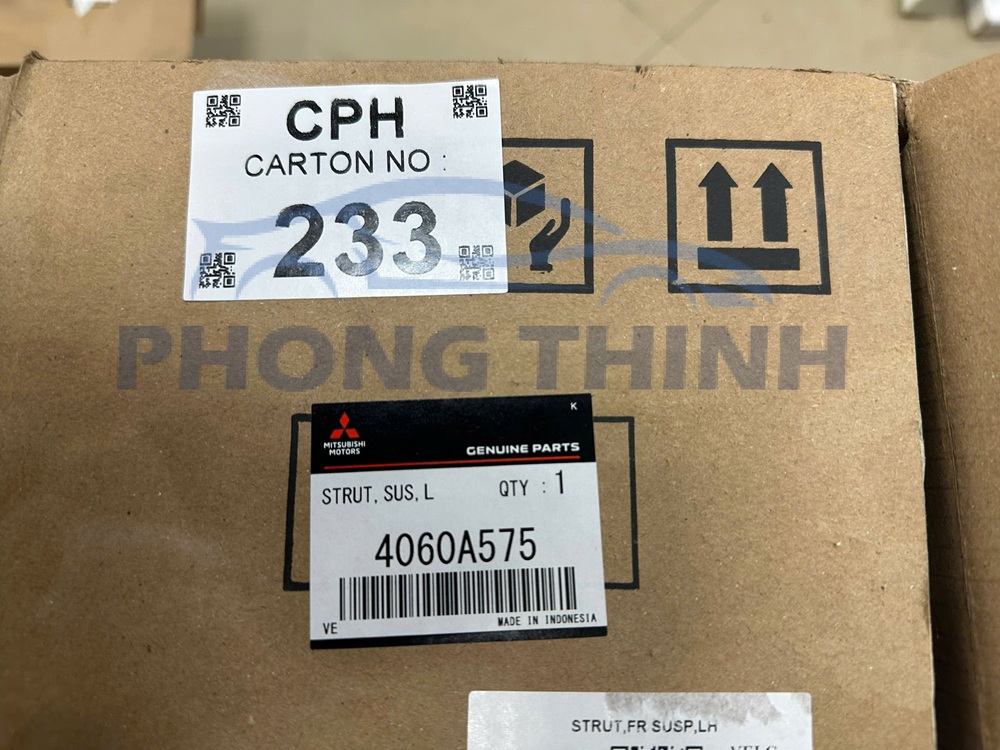 CPH
CARTON NO :
233
PHONG THINH
K
MITSUBISHI
MOTORS
GENUINE PARTS
STRUT, SUS, L QTY : 1
4060A575
VE MADE IN INDONESIA
STRUT,FR SUSP,LH